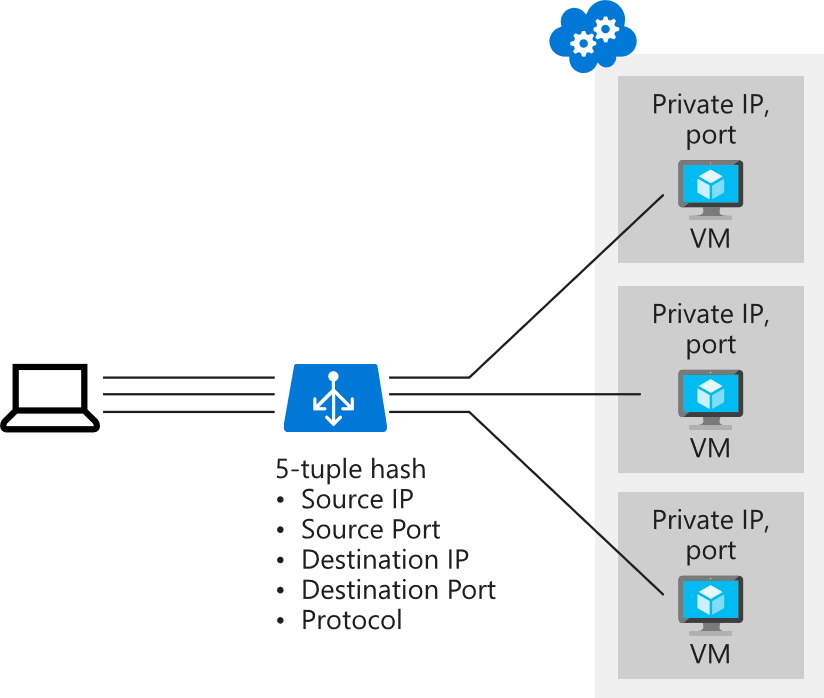 Private IP,
port
VM
Private IP,
port
VM
5-tuple hash
• Source IP
• Source Port
• Destination IP
• Destination Port
• Protocol
Private IP,
port
VM